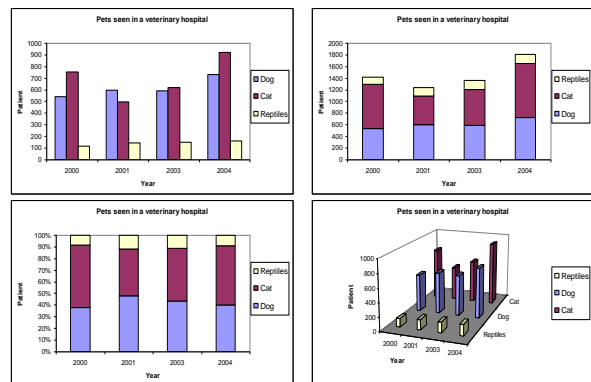 Pets seen in a veterinary hospital
1000
900
800
700
600
500
400
300
200
100
0
Patient
2000 2001 2003 2004
Year
Dog
Cat
Reptiles
Pets seen in a veterinary hospital
2000
1800
1600
1400
1200
1000
800
600
400
200
0
Patient
2000 2001 2003 2004
Year
Reptiles
Cat
Dog
Pets seen in a veterinary hospital
100%
90%
80%
70%
60%
50%
40%
30%
20%
10%
0%
2000 2001 2003 2004
Reptiles
Cat
Dog
Pets seen in a veterinary hospital
1000
800
600
400
200
0
Patient
2000 2001 2003 2004
Year
Cat
Dog
Reptiles
Reptiles
Dog
Cat